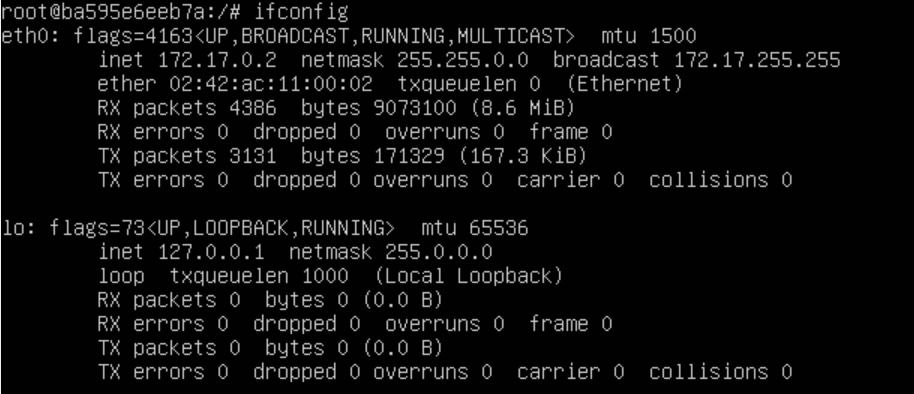 root@ba595e6eeb7a:/# ifconfig
eth0: flags=4163<UP,BROADCAST,RUNNING,MULTICAST>  mtu 1500
        inet 172.17.0.2  netmask 255.255.0.0  broadcast 172.17.255.255
        ether 02:42:ac:11:00:02  txqueuelen 0  (Ethernet)
        RX packets 4386  bytes 9073100 (8.6 MiB)
        RX errors 0  dropped 0  overruns 0  frame 0
        TX packets 3131  bytes 171329 (167.3 KiB)
        TX errors 0  dropped 0 overruns 0  carrier 0  collisions 0

lo: flags=73<UP,LOOPBACK,RUNNING>  mtu 65536
        inet 127.0.0.1  netmask 255.0.0.0
        loop  txqueuelen 1000  (Local Loopback)
        RX packets 0  bytes 0 (0.0 B)
        RX errors 0  dropped 0  overruns 0  frame 0
        TX packets 0  bytes 0 (0.0 B)
        TX errors 0  dropped 0 overruns 0  carrier 0  collisions 0